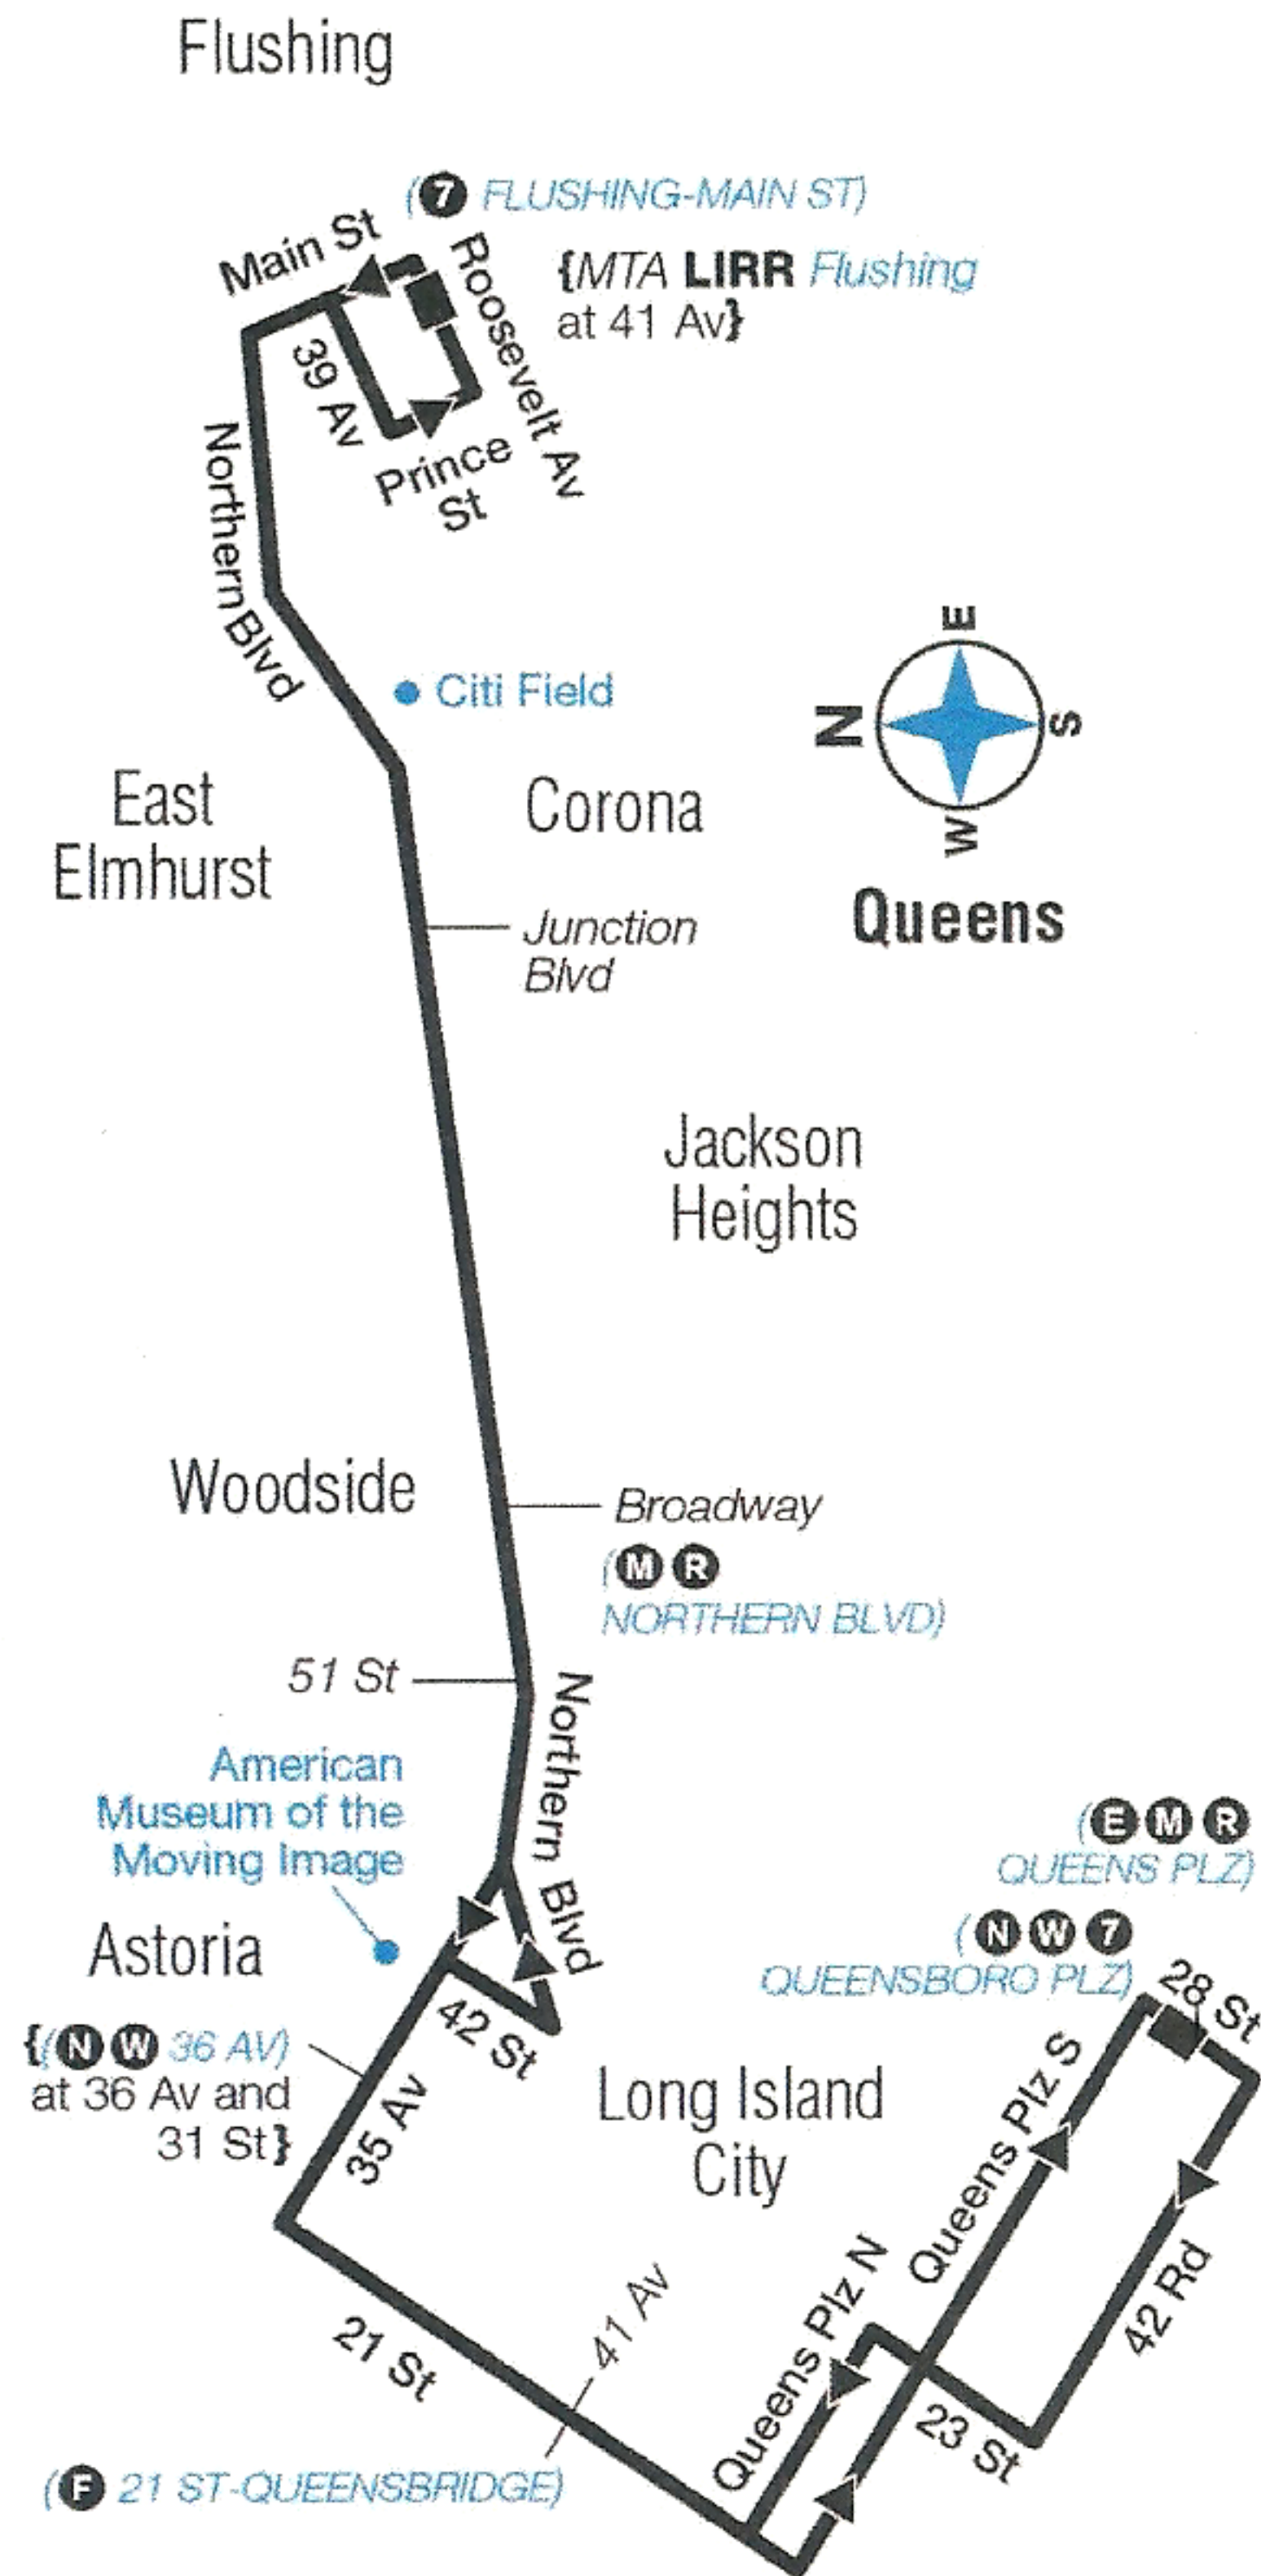 Flushing
(7 FLUSHING-MAIN ST)
Main St
Roosevelt Av
{MTA LIRR Flushing
at 41 Av}
39 Av
Prince
St
Northern Blvd
Citi Field
E
N
S
W
Queens
East
Elmhurst
Corona
Junction
Blvd
Jackson
Heights
Woodside
Broadway
(M R
NORTHERN BLVD)
51 St
Northern Blvd
American
Museum of the
Moving Image
Astoria
42 St
{(N W 36 AV)
at 36 Av and
31 St}
35 Av
Long Island
City
(E M R
QUEENS PLZ)
(N W 7
QUEENSBORO PLZ)
28 St
Queens Plz S
42 Rd
Queens Plz N
23 St
21 St
41 Av
(F 21 ST-QUEENSBRIDGE)